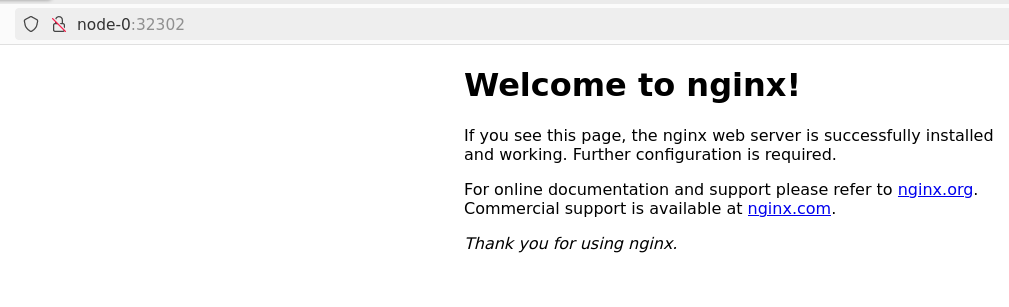 node-0:32302
Welcome to nginx!
If you see this page, the nginx web server is successfully installed
and working. Further configuration is required.
For online documentation and support please refer to nginx.org.
Commercial support is available at nginx.com.
Thank you for using nginx.